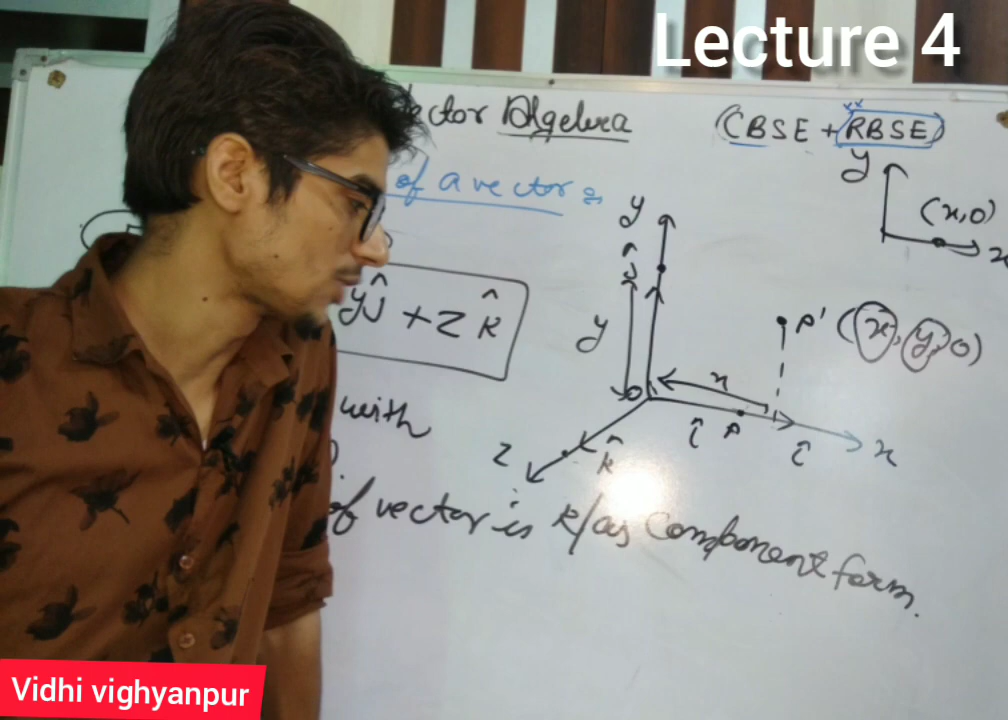 Lecture 4
ector Algebra (CBSE + RBSE)
of a vector :
y
(x,0)
x
y
ĵ
yĵ + z k̂
y
P' (x, y, 0)
x
O
with
î P î x
z k̂
of vector is k/as component form.
Vidhi vighyanpur